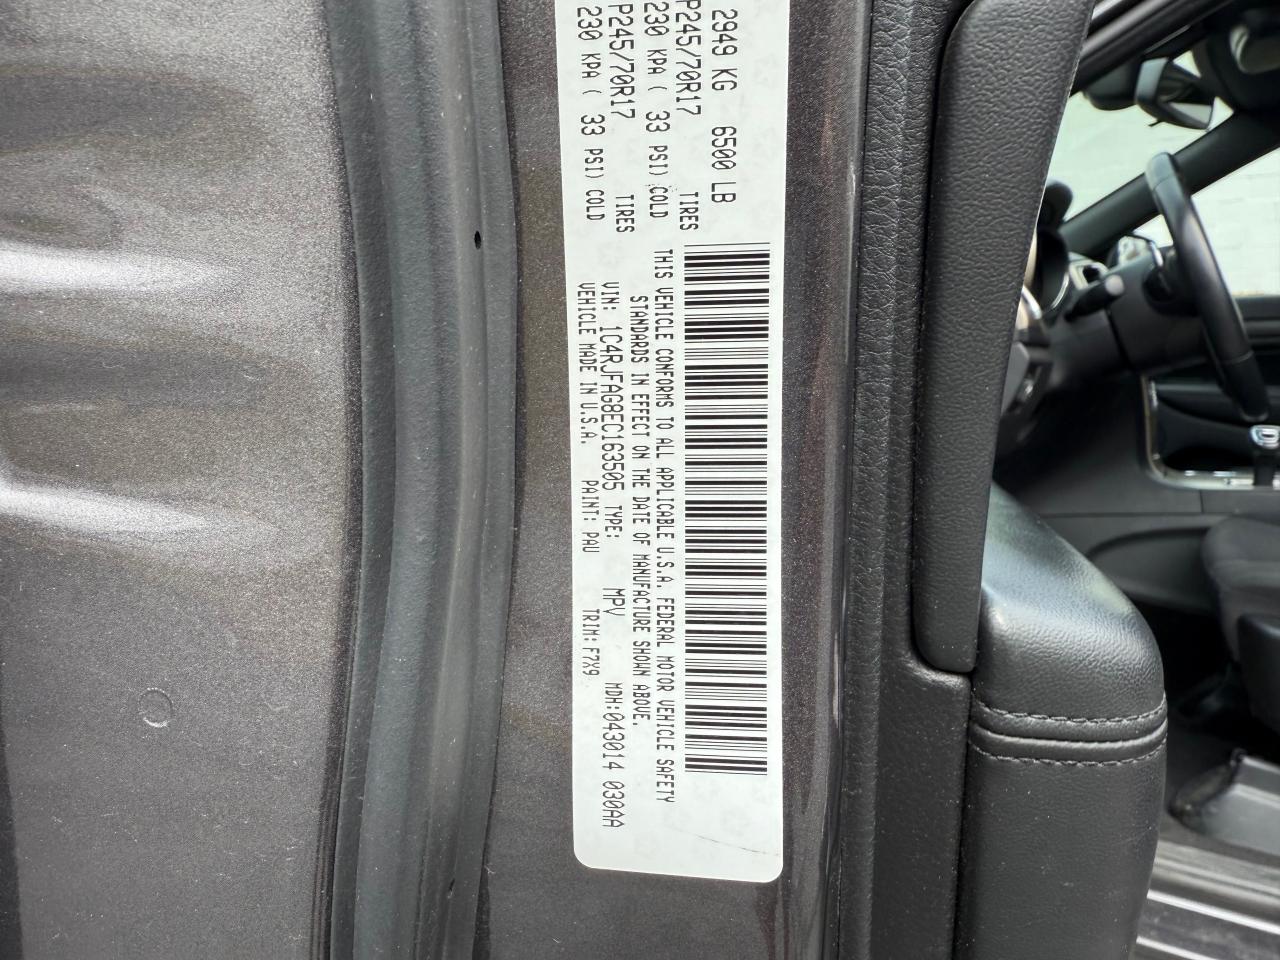 2949 KG 6500 LB
P245/70R17 TIRES
230 KPA ( 33 PSI) COLD
P245/70R17 TIRES
230 KPA ( 33 PSI) COLD
THIS VEHICLE CONFORMS TO ALL APPLICABLE U.S.A. FEDERAL MOTOR VEHICLE SAFETY
STANDARDS IN EFFECT ON THE DATE OF MANUFACTURE SHOWN ABOVE.
VIN: 1C4RJFAG8EC163505 TYPE: MPV MDH:043014 030AA
VEHICLE MADE IN U.S.A. PAINT: PAU TRIM: F7X9